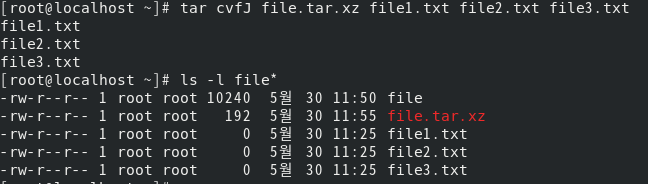 [root@localhost ~]# tar cvfJ file.tar.xz file1.txt file2.txt file3.txt
file1.txt
file2.txt
file3.txt
[root@localhost ~]# ls -l file*
-rw-r--r-- 1 root root 10240  5월  30 11:50 file
-rw-r--r-- 1 root root   192  5월  30 11:55 file.tar.xz
-rw-r--r-- 1 root root     0  5월  30 11:25 file1.txt
-rw-r--r-- 1 root root     0  5월  30 11:25 file2.txt
-rw-r--r-- 1 root root     0  5월  30 11:25 file3.txt